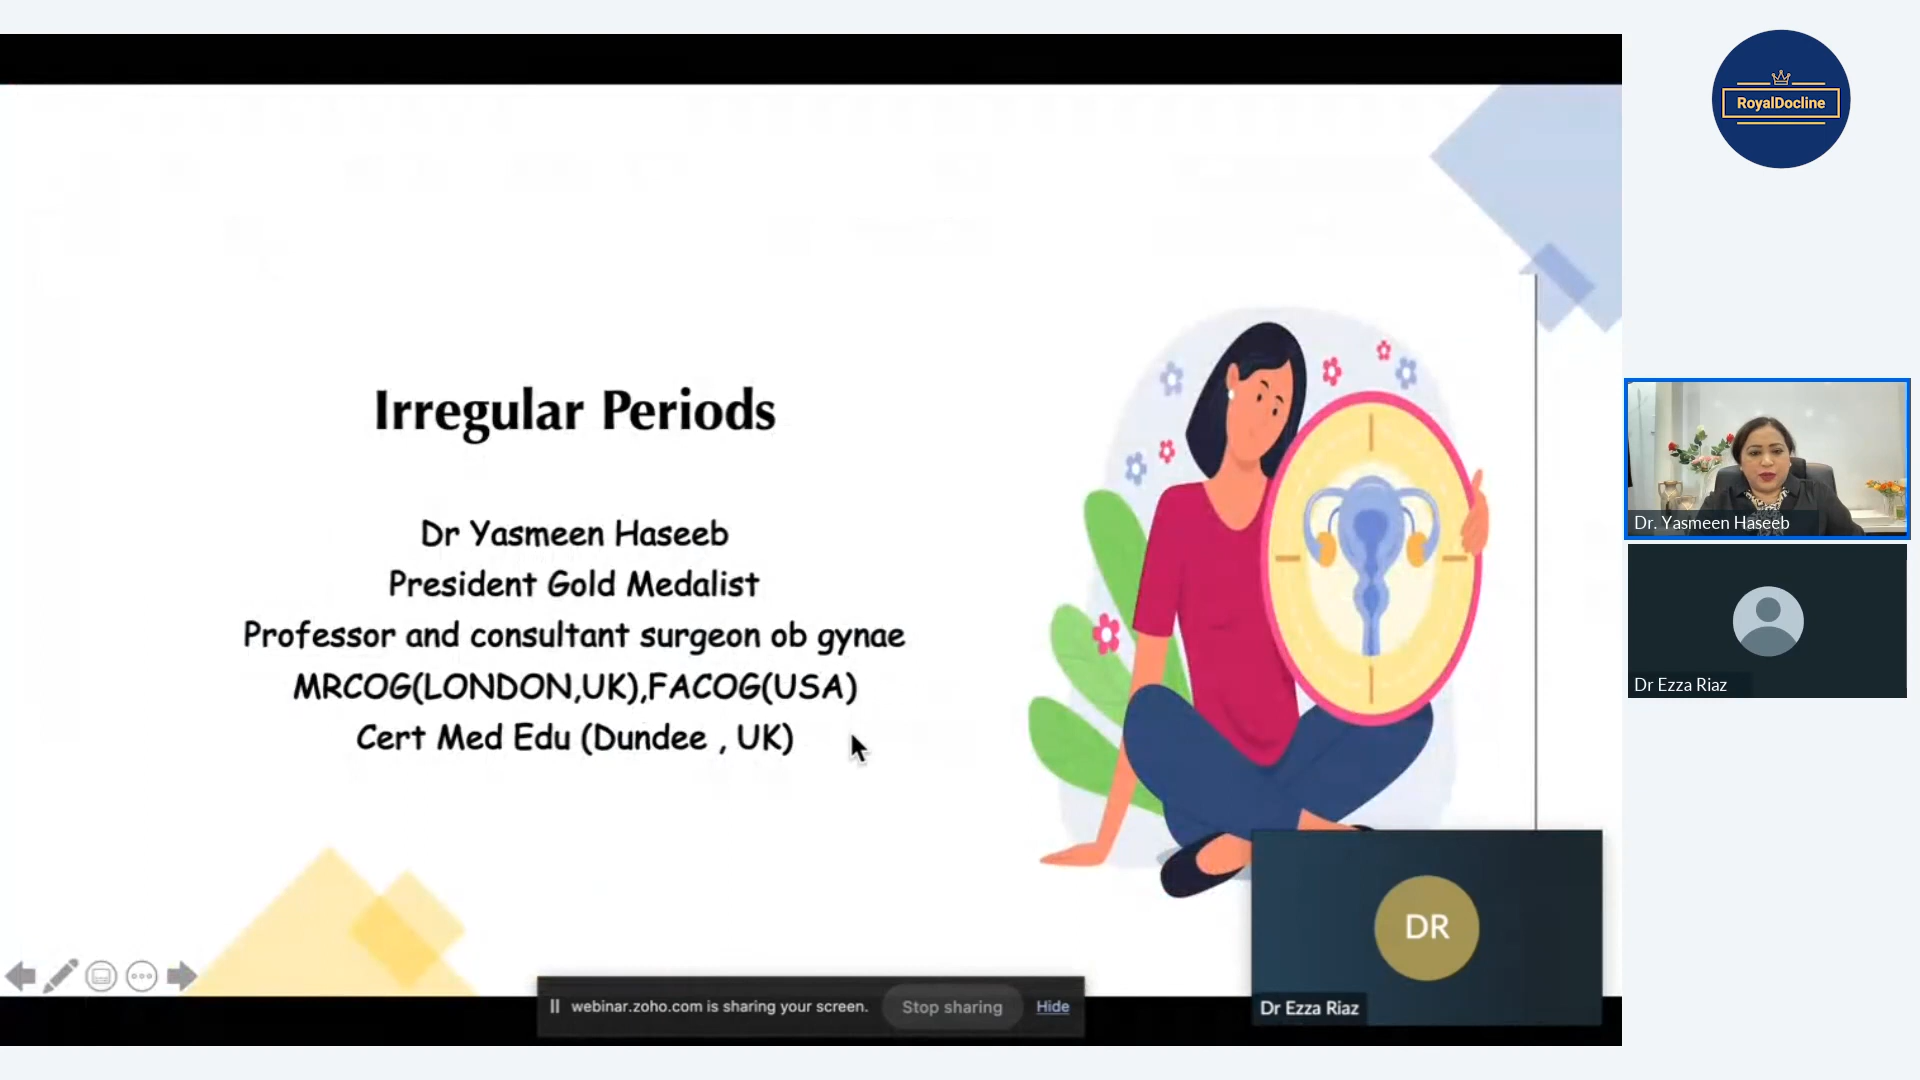 RoyalDocline
Irregular Periods
Dr Yasmeen Haseeb
President Gold Medalist
Professor and consultant surgeon ob gynae
MRCOG(LONDON,UK),FACOG(USA)
Cert Med Edu (Dundee , UK)
Dr. Yasmeen Haseeb
Dr Ezza Riaz
DR
Dr Ezza Riaz
webinar.zoho.com is sharing your screen. Stop sharing Hide